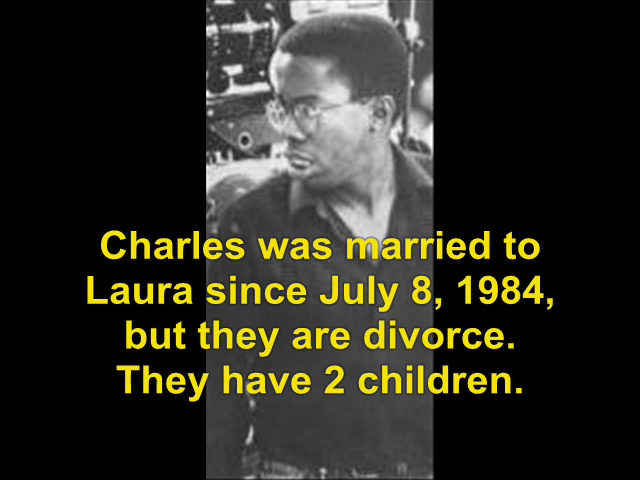 Charles was married to
Laura since July 8, 1984,
but they are divorce.
They have 2 children.